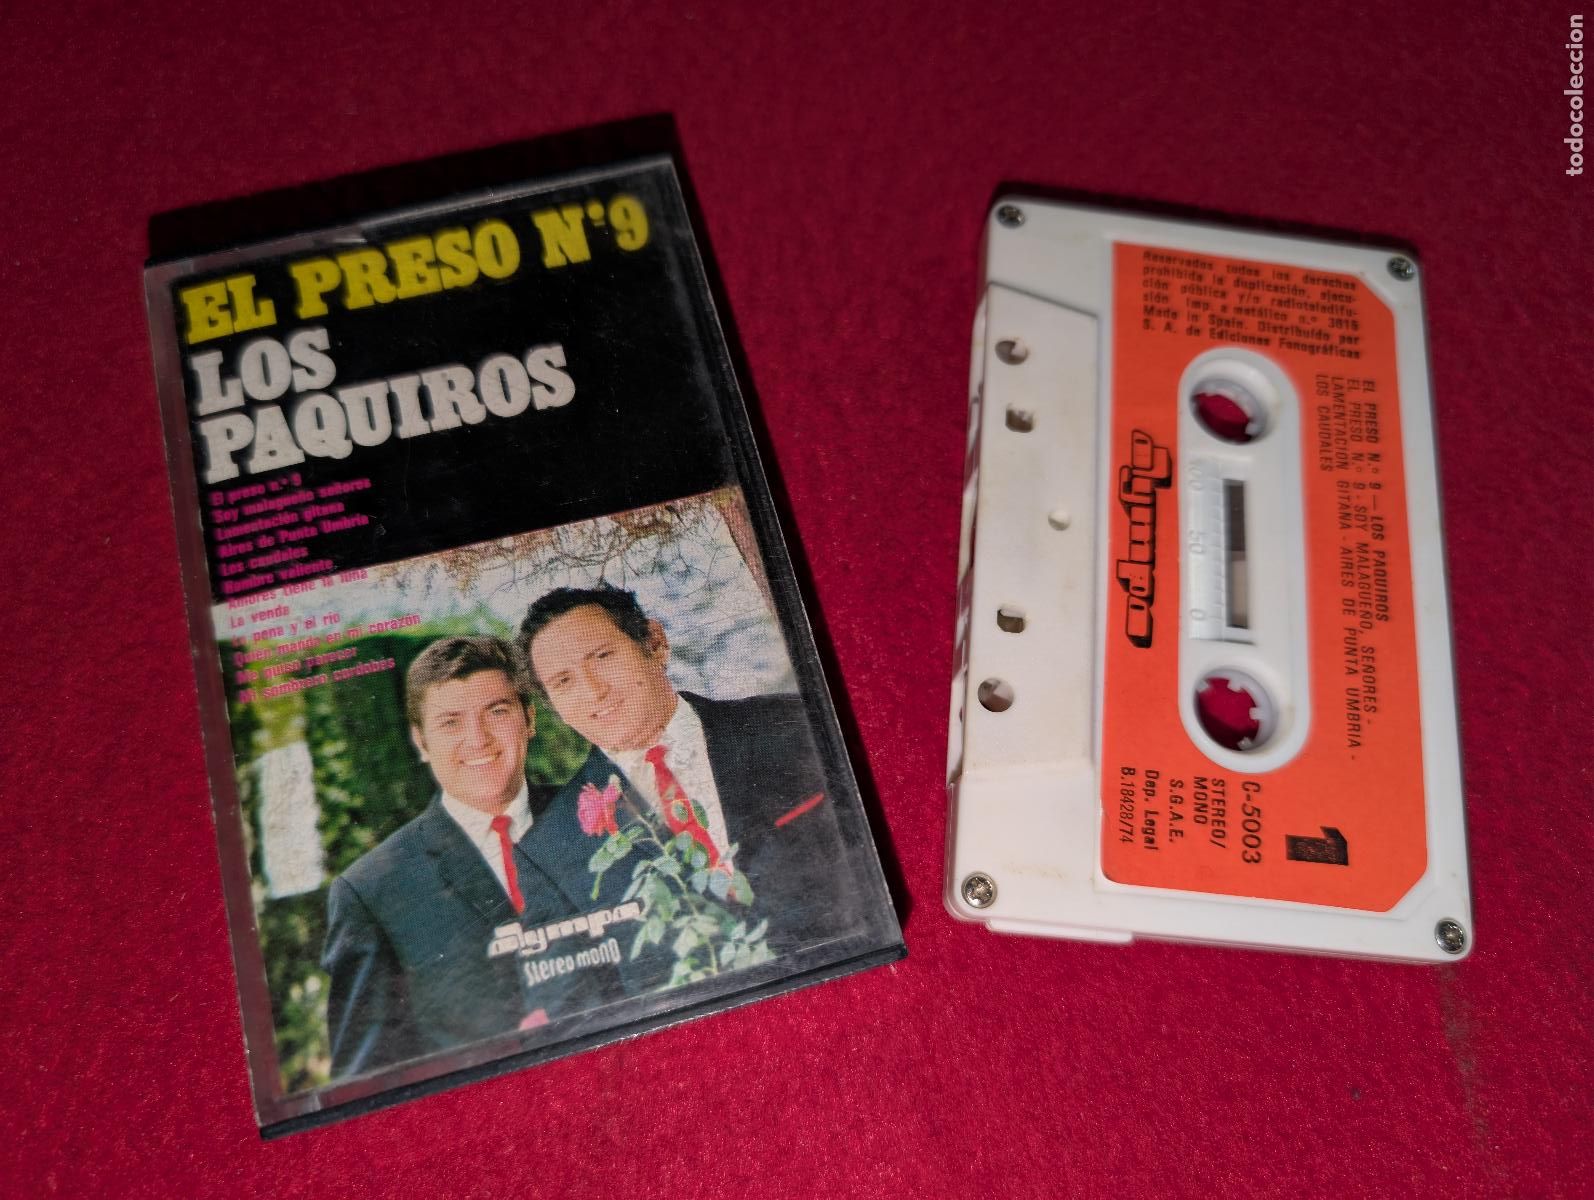 EL PRESO N°9
LOS
PAQUIROS
El preso n.° 9
Soy malagueño señores
Lamentación gitana
Aires de Punta Umbría
Los caudales
Hombre valiente
Amores tiene la luna
La venda
La pena y el río
Quien manda en mi corazón
Me quiso parecer
Mi sombrero cordobés
Olympo
Stereo mono
Reservados todos los derechos
prohibida la duplicación, ejecu-
ción pública y/o radioteledifu-
sión Imp. a metálico n.° 3615
Made in Spain. Distribuido por
S. A. de Ediciones Fonográficas
EL PRESO N.° 9 — LOS PAQUIROS
EL PRESO N.° 9 - SOY MALAGUEÑO, SEÑORES -
LAMENTACIÓN GITANA - AIRES DE PUNTA UMBRIA -
LOS CAUDALES
Olympo
100 50 0
1
C-5003
STEREO/
MONO
S.G.A.E.
Dep. Legal
B.18428/74
todocoleccion